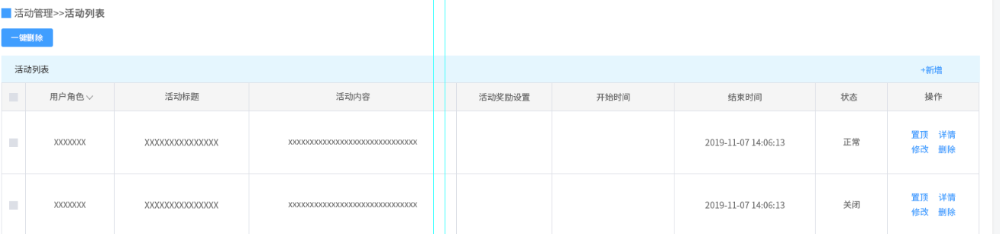 活动管理>>活动列表
一键删除
活动列表 +新增
用户角色 活动标题 活动内容 活动奖励设置 开始时间 结束时间 状态 操作
XXXXXXX XXXXXXXXXXXXXXX xxxxxxxxxxxxxxxxxxxxxxxxxxxxxx 2019-11-07 14:06:13 正常 置顶 详情
修改 删除
XXXXXXX XXXXXXXXXXXXXXX xxxxxxxxxxxxxxxxxxxxxxxxxxxxxx 2019-11-07 14:06:13 关闭 置顶 详情
修改 删除